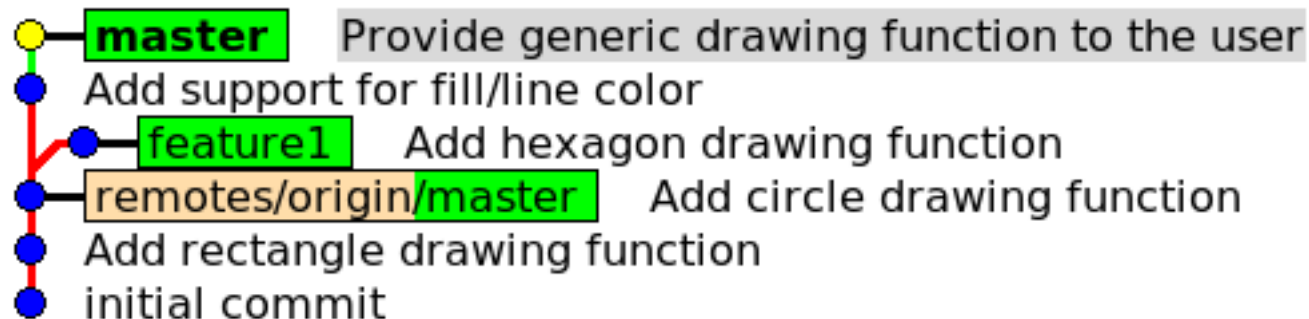 master Provide generic drawing function to the user
Add support for fill/line color
feature1 Add hexagon drawing function
remotes/origin/master Add circle drawing function
Add rectangle drawing function
initial commit